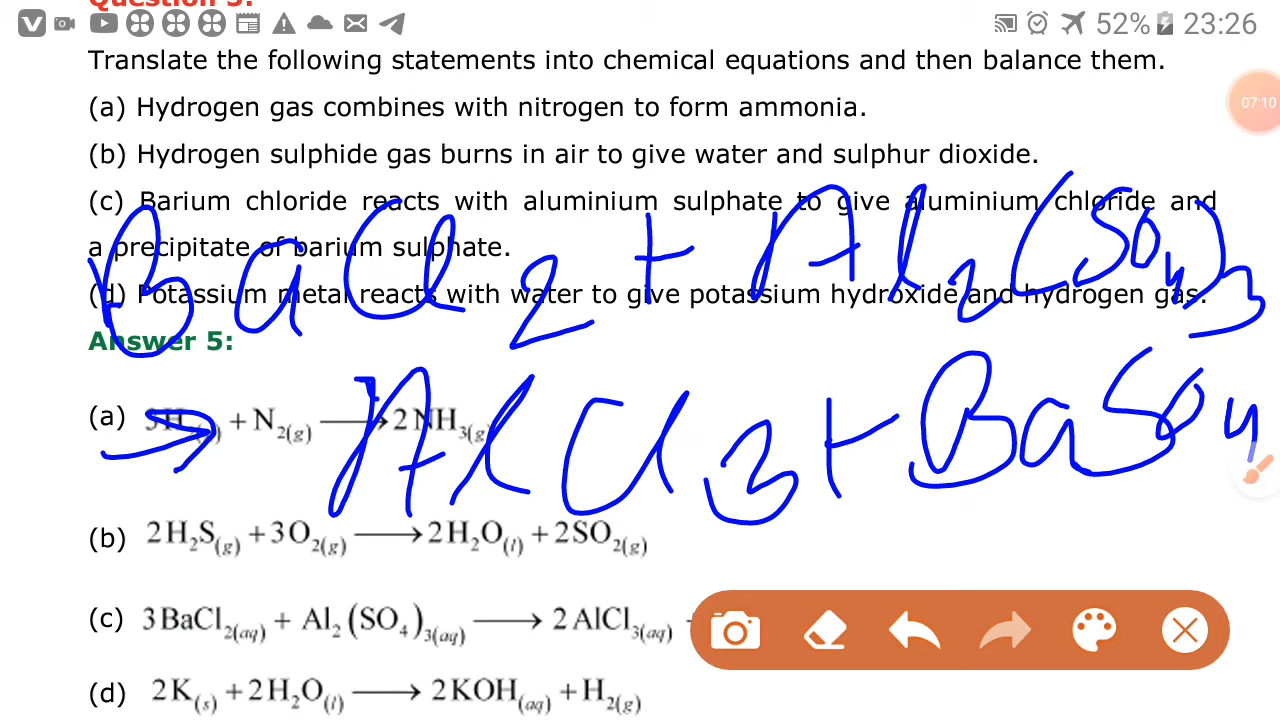 Question 5:
52% 23:26
Translate the following statements into chemical equations and then balance them.
07:10
(a) Hydrogen gas combines with nitrogen to form ammonia.
(b) Hydrogen sulphide gas burns in air to give water and sulphur dioxide.
(c) Barium chloride reacts with aluminium sulphate to give aluminium chloride and
a precipitate of barium sulphate.
(d) Potassium metal reacts with water to give potassium hydroxide and hydrogen gas.
BaCl2 + Al2(SO4)3
Answer 5:
→ AlCl3 + BaSO4
(a) 3H + N2(g) ⟶ 2NH3(g)
(b) 2H2S(g) + 3O2(g) ⟶ 2H2O(l) + 2SO2(g)
(c) 3BaCl2(aq) + Al2(SO4)3(aq) ⟶ 2AlCl3(aq)
(d) 2K(s) + 2H2O(l) ⟶ 2KOH(aq) + H2(g)